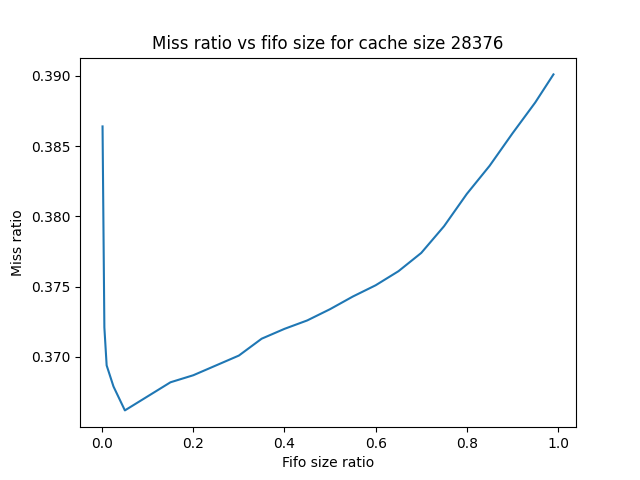 Miss ratio vs fifo size for cache size 28376
0.390
0.385
0.380
0.375
0.370
Miss ratio
0.0 0.2 0.4 0.6 0.8 1.0
Fifo size ratio